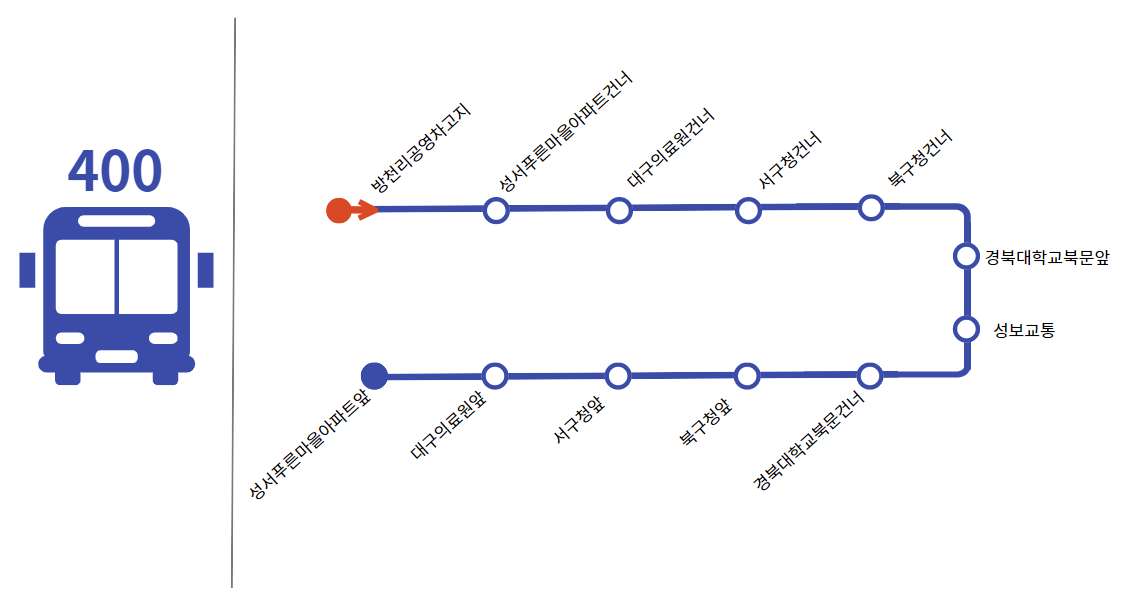 400
방천리공영차고지
성서푸른마을아파트건너
대구의료원건너
서구청건너
북구청건너
경북대학교북문앞
성보교통
경북대학교북문건너
북구청앞
서구청앞
대구의료원앞
성서푸른마을아파트앞